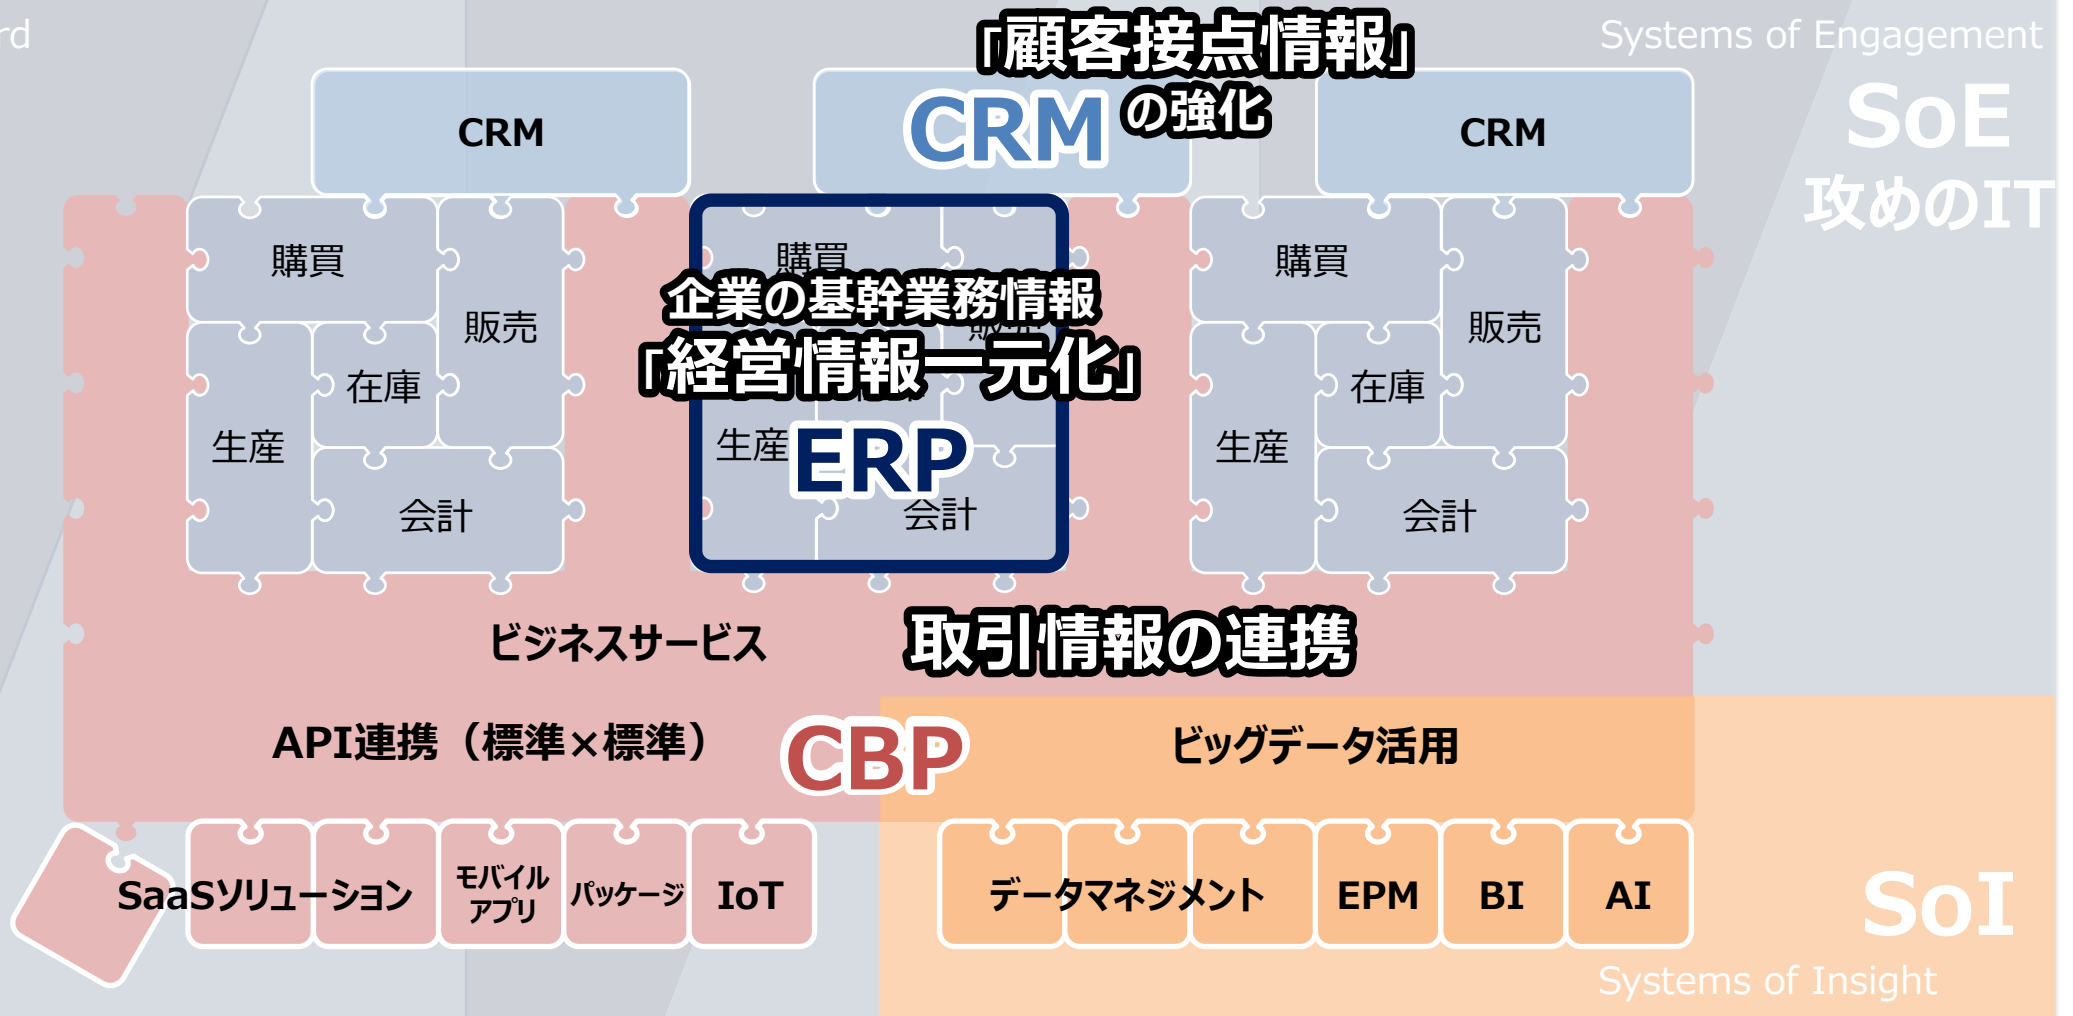 rd
「顧客接点情報」
の強化
Systems of Engagement
SoE
攻めのIT
CRM
CRM
CRM
購買
販売
在庫
生産
会計
購買
企業の基幹業務情報
販売
「経営情報一元化」
生産
ERP
会計
購買
販売
在庫
生産
会計
ビジネスサービス
取引情報の連携
API連携（標準×標準）
CBP
ビッグデータ活用
SaaSソリューション
モバイル
アプリ
パッケージ
IoT
データマネジメント
EPM
BI
AI
SoI
Systems of Insight